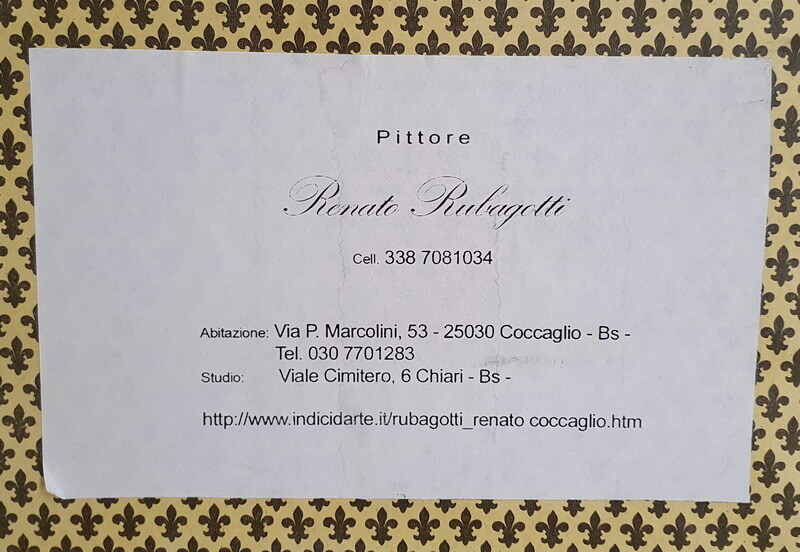 Pittore
Renato Rubagotti
Cell. 338 7081034
Abitazione: Via P. Marcolini, 53 - 25030 Coccaglio - Bs -
Tel. 030 7701283
Studio: Viale Cimitero, 6 Chiari - Bs -
http://www.indicidarte.it/rubagotti_renato coccaglio.htm